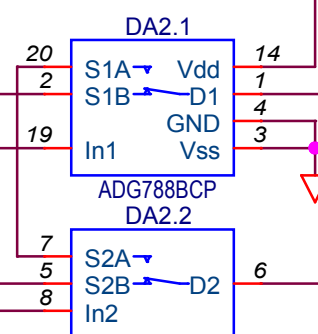 DA2.1
20 S1A Vdd 14
2 S1B D1 1
GND 4
19 In1 Vss 3
ADG788BCP
DA2.2
7 S2A
5 S2B D2 6
8 In2